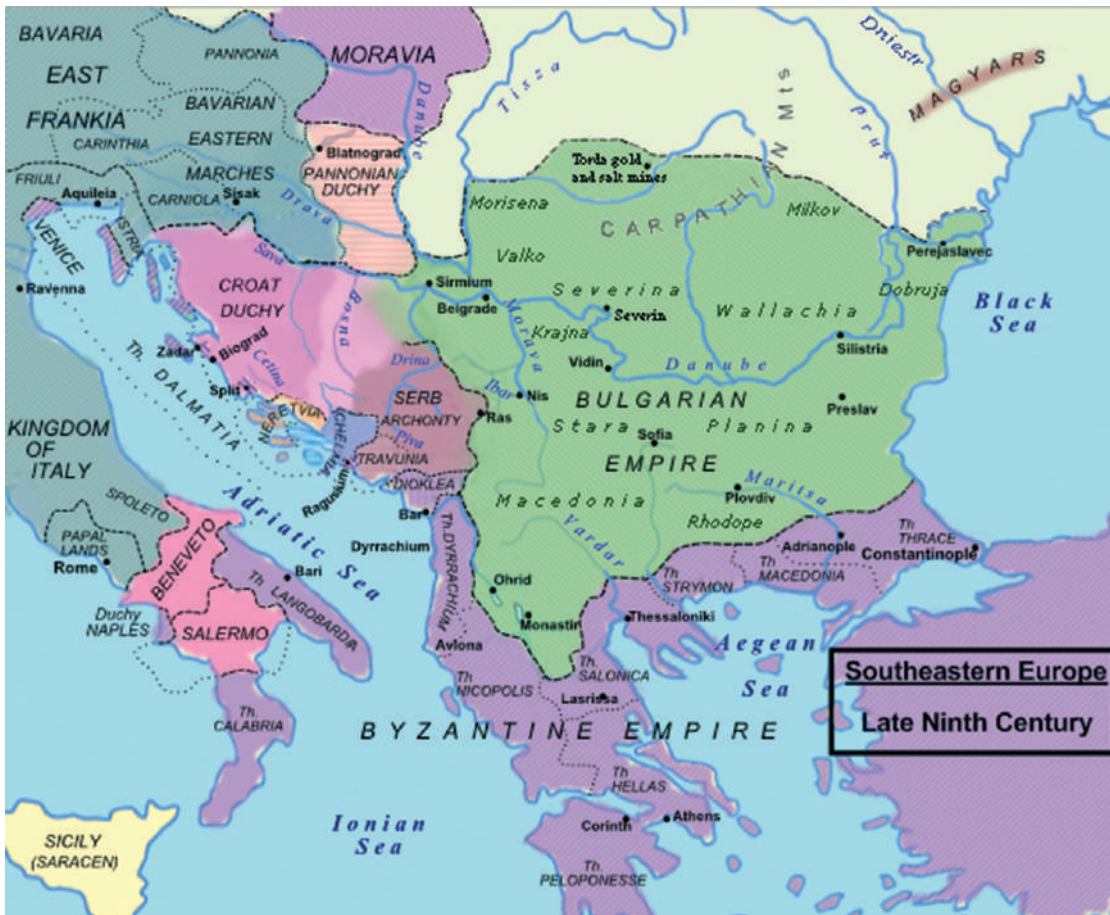 BAVARIA
EAST
FRANKIA
PANNONIA
BAVARIAN
EASTERN
MARCHES
CARINTHIA
FRIULI
CARNIOLA
Aquileia
Sisak
ISTRIA
VENICE
Ravenna
MORAVIA
Danube
Blatnograd
PANNONIAN
DUCHY
Drava
Sava
Tisza
Dniestr
Prut
MAGYARS
CARPATHIAN Mts
Torda gold
and salt mines
Morisena
Milkov
Valko
Sirmium
Belgrade
Severina
Severin
Wallachia
Perejaslavec
Dobruja
Black
Sea
CROAT
DUCHY
Bosna
Zadar
Biograd
Cetina
Split
Th. DALMATIA
NERETVIA
Drina
SERB
ARCHONTY
Piva
TRAVUNIA
Ragusium
DIOKLEA
Bar
Morava
Krajna
Vidin
Danube
Silistria
Ibar
Nis
Ras
BULGARIAN
EMPIRE
Preslav
Stara Planina
Sofia
Macedonia
Plovdiv
Maritsa
Rhodope
Vardar
Adrianople
Th
THRACE
Constantinople
Th
MACEDONIA
Th
STRYMON
KINGDOM
OF
ITALY
SPOLETO
PAPAL
LANDS
Rome
BENEVETO
Adriatic Sea
Bari
Th.
LANGOBARDIA
Duchy
NAPLES
SALERMO
Th.
CALABRIA
Dyrrachium
Th. DYRRACHIUM
Ohrid
Monastir
Avlona
Thessaloniki
Th
NICOPOLIS
Th.
SALONICA
Lasrissa
Aegean
Sea
BYZANTINE EMPIRE
Th
HELLAS
Corinth
Athens
Th.
PELOPONESSE
Ionian
Sea
SICILY
(SARACEN)
Southeastern Europe
Late Ninth Century